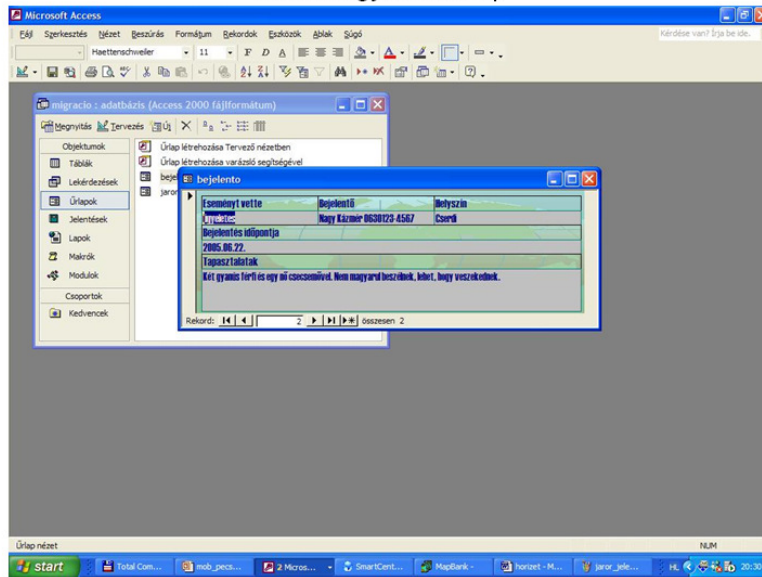 Microsoft Access
Fájl Szerkesztés Nézet Beszúrás Formátum Rekordok Eszközök Ablak Súgó
Kérdése van? Írja be ide.
Haettenschweiler 11 F D A
migracio : adatbázis (Access 2000 fájlformátum)
Megnyitás Tervezés Új
Objektumok
Táblák
Lekérdezések
Űrlapok
Jelentések
Lapok
Makrók
Modulok
Csoportok
Kedvencek
Űrlap létrehozása Tervező nézetben
Űrlap létrehozása varázsló segítségével
beje
jaror
bejelento
Eseményt vette Bejelentő Helyszín
ügyeletes Nagy Kázmér 0630123-4567 Cserdi
Bejelentés időpontja
2005.06.22.
Tapasztalatak
Két gyanús férfi és egy nő csecsemővel. Nem magyarul beszélnek, lehet, hogy veszekednek.
Rekord: 2 összesen 2
Űrlap nézet
NUM
start Total Com... mob_pecs... 2 Micros... SmartCent... MapBank - horizet - M... jaror_jele... HL 20:30